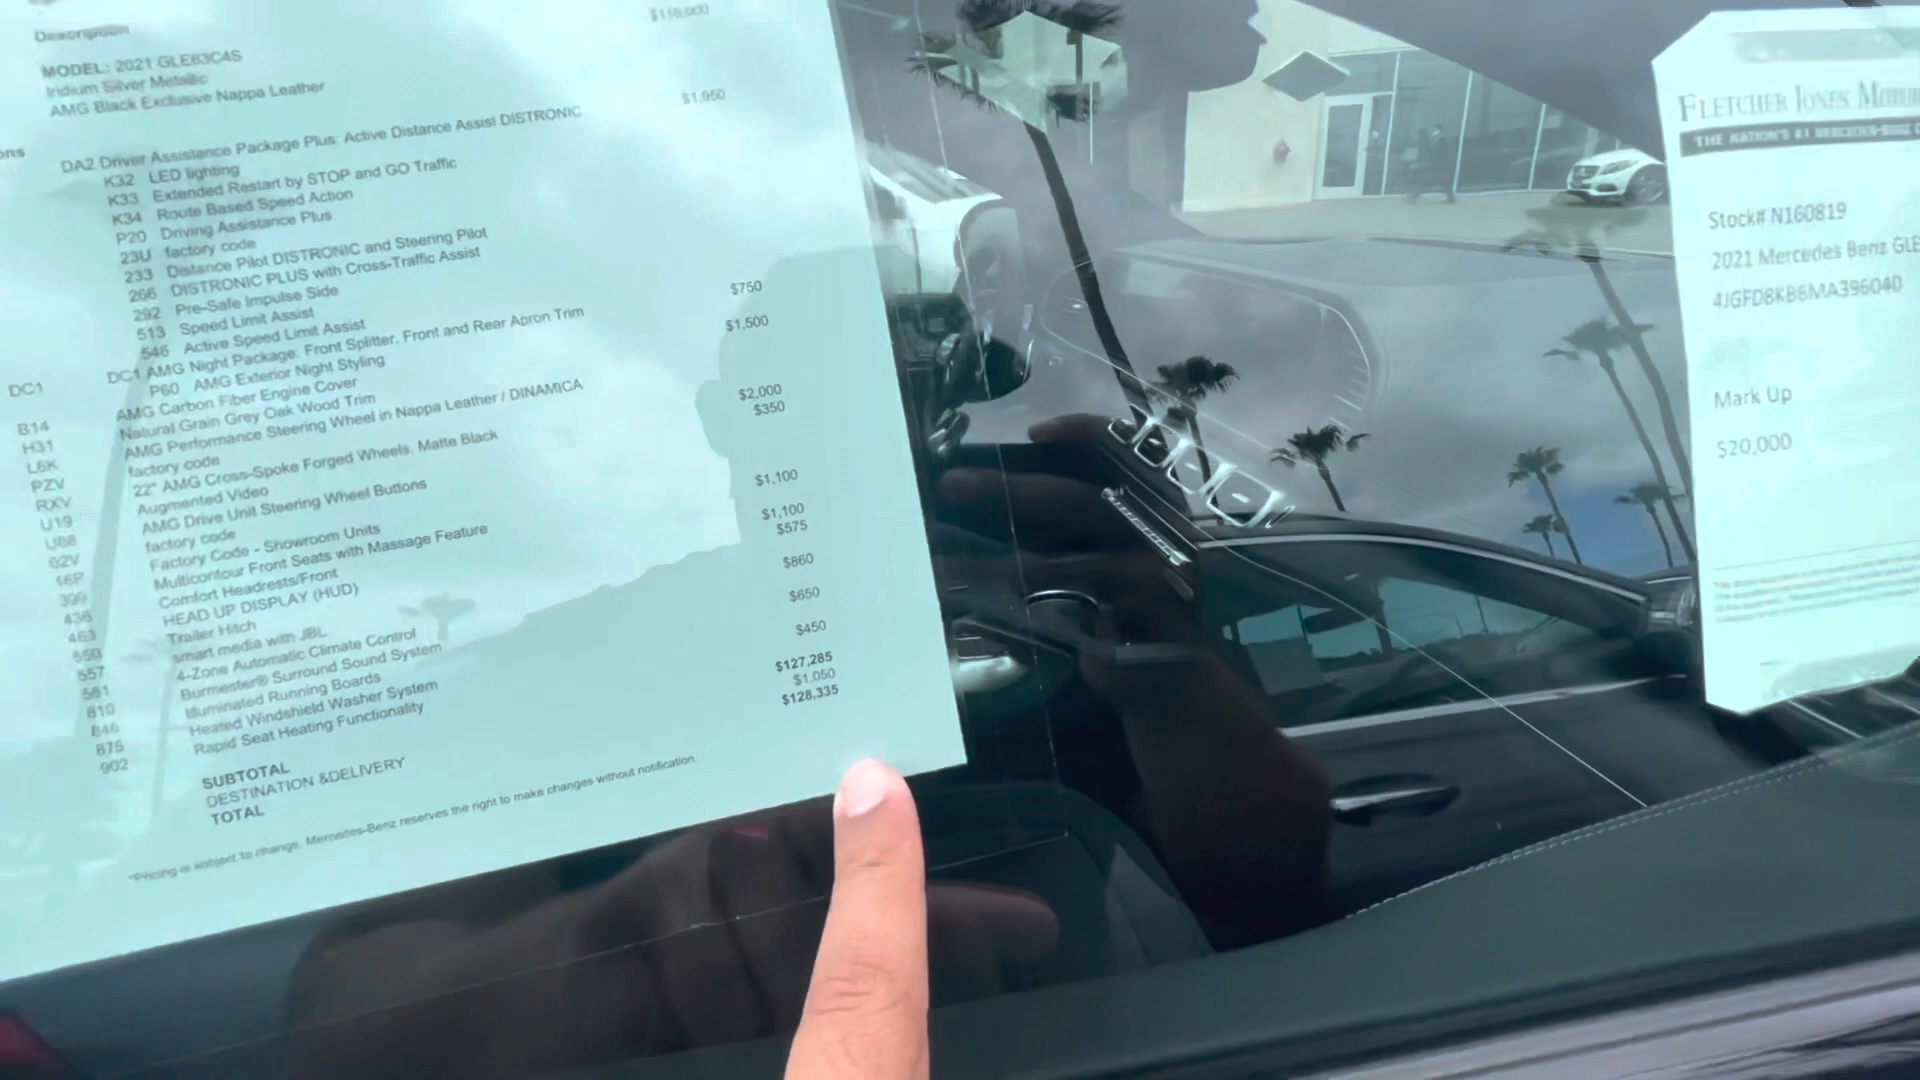 Description
$116,000
MODEL: 2021 GLE63C4S
Iridium Silver Metallic
AMG Black Exclusive Nappa Leather
ons
DA2 Driver Assistance Package Plus: Active Distance Assist DISTRONIC $1,950
K32 LED lighting
K33 Extended Restart by STOP and GO Traffic
K34 Route Based Speed Action
P20 Driving Assistance Plus
23U factory code
233 Distance Pilot DISTRONIC and Steering Pilot
266 DISTRONIC PLUS with Cross-Traffic Assist
292 Pre-Safe Impulse Side
513 Speed Limit Assist
546 Active Speed Limit Assist
DC1 DC1 AMG Night Package: Front Splitter, Front and Rear Apron Trim $750
P60 AMG Exterior Night Styling
B14 AMG Carbon Fiber Engine Cover $1,500
H31 Natural Grain Grey Oak Wood Trim
L6K AMG Performance Steering Wheel in Nappa Leather / DINAMICA
PZV factory code
RXV 22" AMG Cross-Spoke Forged Wheels, Matte Black $2,000
U19 Augmented Video $350
U88 AMG Drive Unit Steering Wheel Buttons
02V factory code
16P Factory Code - Showroom Units
399 Multicontour Front Seats with Massage Feature $1,100
436 Comfort Headrests/Front
463 HEAD UP DISPLAY (HUD) $1,100
550 Trailer Hitch $575
557 smart media with JBL
581 4-Zone Automatic Climate Control $860
810 Burmester® Surround Sound System
846 Illuminated Running Boards $650
875 Heated Windshield Washer System
902 Rapid Seat Heating Functionality $450
SUBTOTAL $127,285
DESTINATION &DELIVERY $1,050
TOTAL $128,335
*Pricing is subject to change. Mercedes-Benz reserves the right to make changes without notification.
FLETCHER JONES MOTOR
THE NATION'S #1 MERCEDES-BENZ
Stock# N160819
2021 Mercedes Benz GLE
4JGFD8KB6MA396040
Mark Up
$20,000